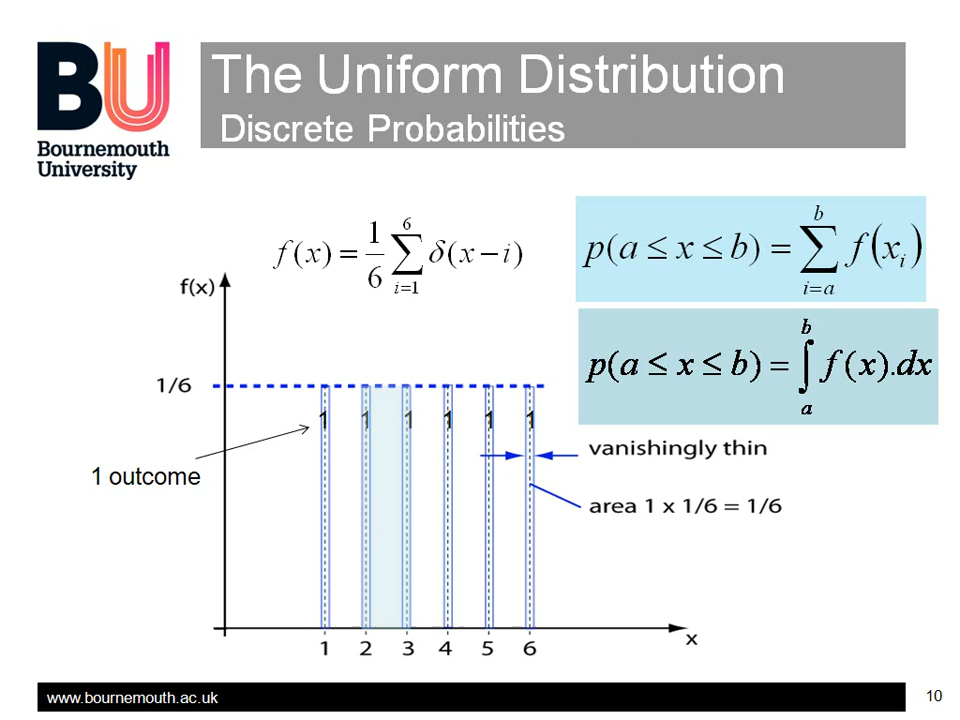 BU
Bournemouth
University
The Uniform Distribution
Discrete Probabilities
f(x) = 1/6 ∑_{i=1}^{6} δ(x − i)
p(a ≤ x ≤ b) = ∑_{i=a}^{b} f(x_i)
p(a ≤ x ≤ b) = ∫_a^b f(x).dx
f(x)
1/6
1 1 1 1 1 1
1 outcome
vanishingly thin
area 1 x 1/6 = 1/6
1 2 3 4 5 6
x
www.bournemouth.ac.uk
10